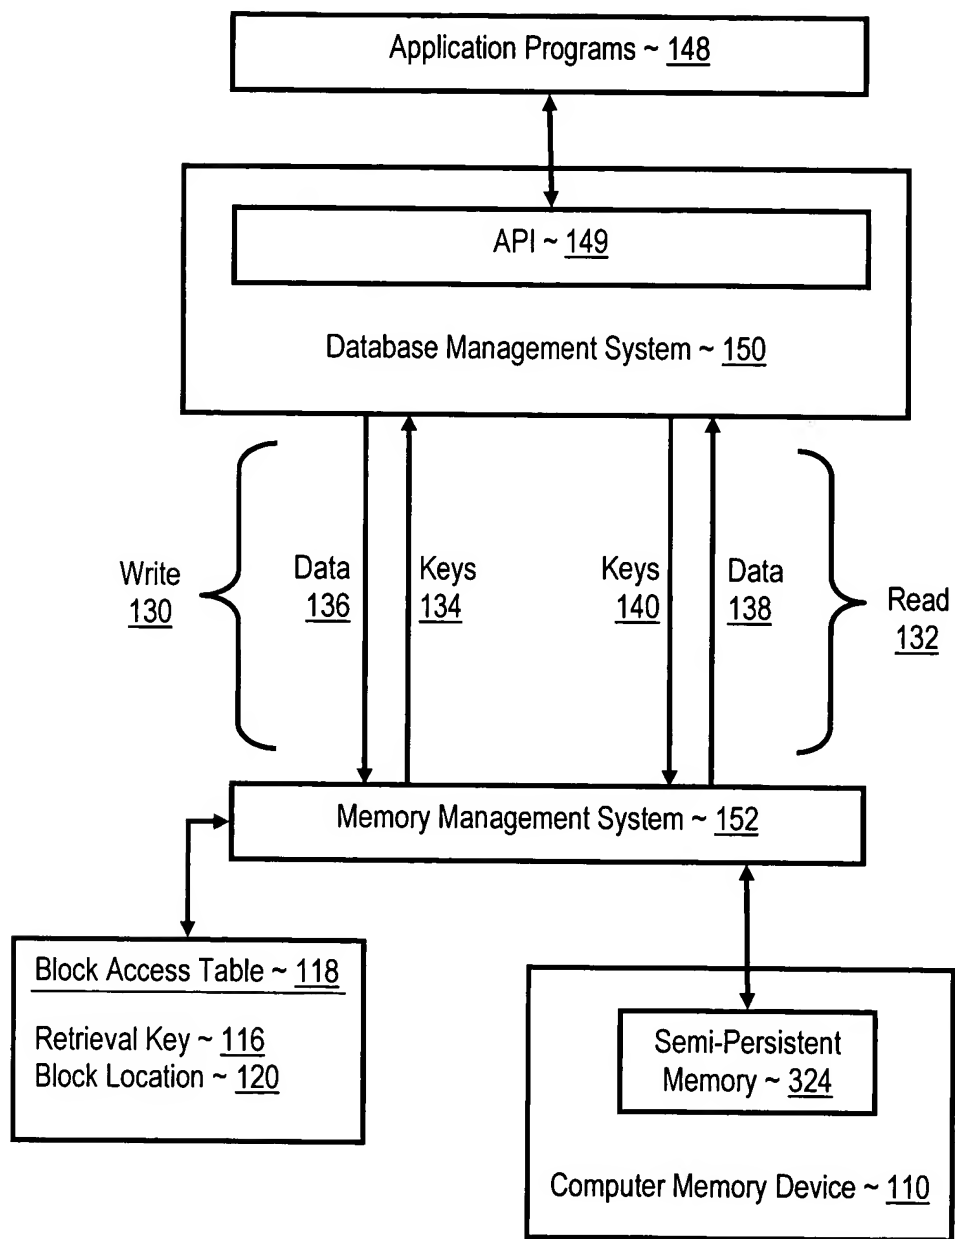 Application Programs ~ 148
API ~ 149
Database Management System ~ 150
Write
130
Data
136
Keys
134
Keys
140
Data
138
Read
132
Memory Management System ~ 152
Block Access Table ~ 118
Retrieval Key ~ 116
Block Location ~ 120
Semi-Persistent
Memory ~ 324
Computer Memory Device ~ 110